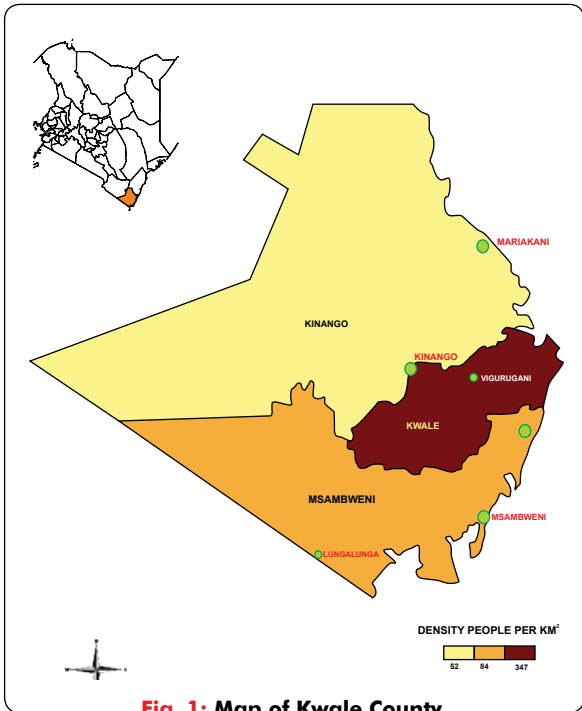 MARIAKANI
KINANGO
KINANGO
VIGURUGANI
KWALE
MSAMBWENI
MSAMBWENI
LUNGALUNGA
DENSITY PEOPLE PER KM²
52 84 347
Fig. 1: Map of Kwale County